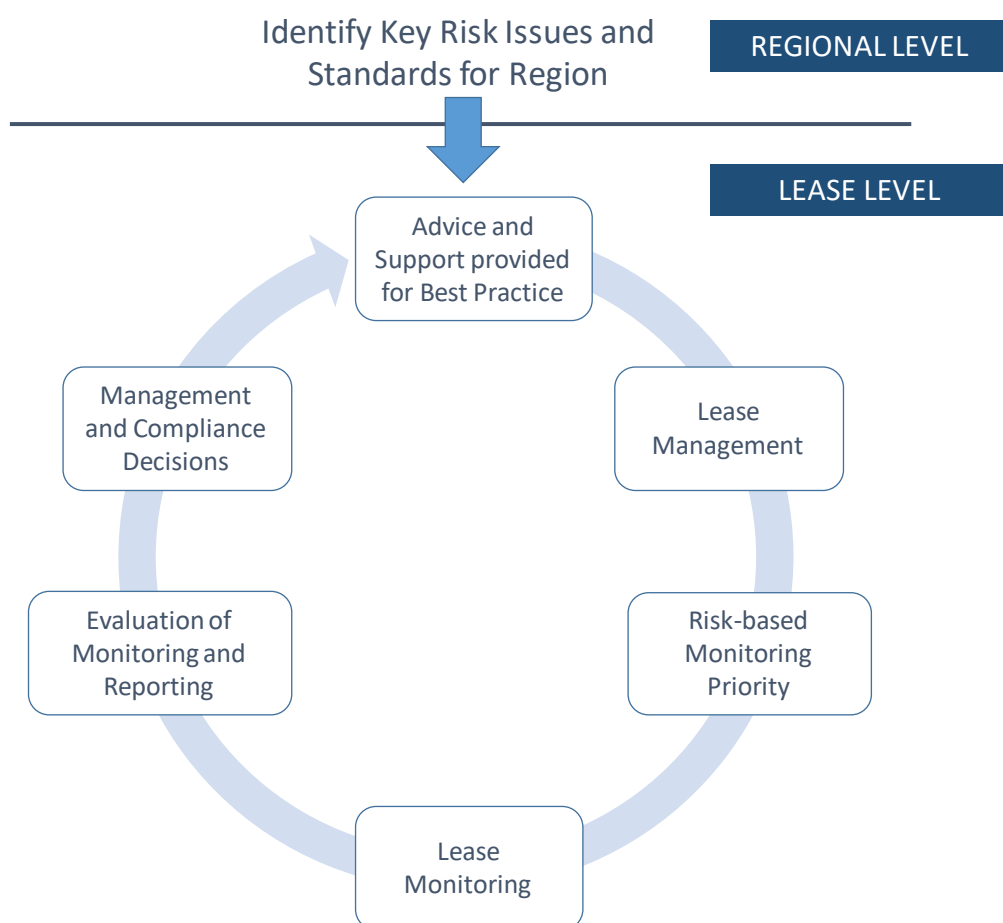 Identify Key Risk Issues and
Standards for Region
REGIONAL LEVEL
LEASE LEVEL
Advice and
Support provided
for Best Practice
Lease
Management
Risk-based
Monitoring
Priority
Lease
Monitoring
Evaluation of
Monitoring and
Reporting
Management
and Compliance
Decisions